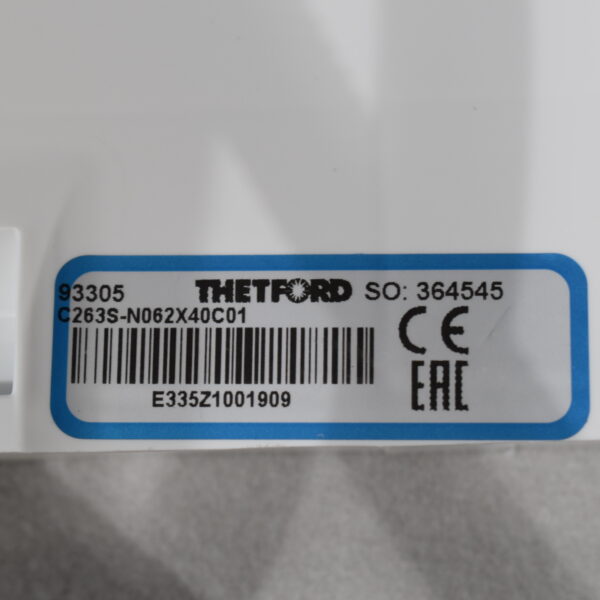 93305 THETFORD SO: 364545
C263S-N062X40C01
CE
EAC
E335Z1001909